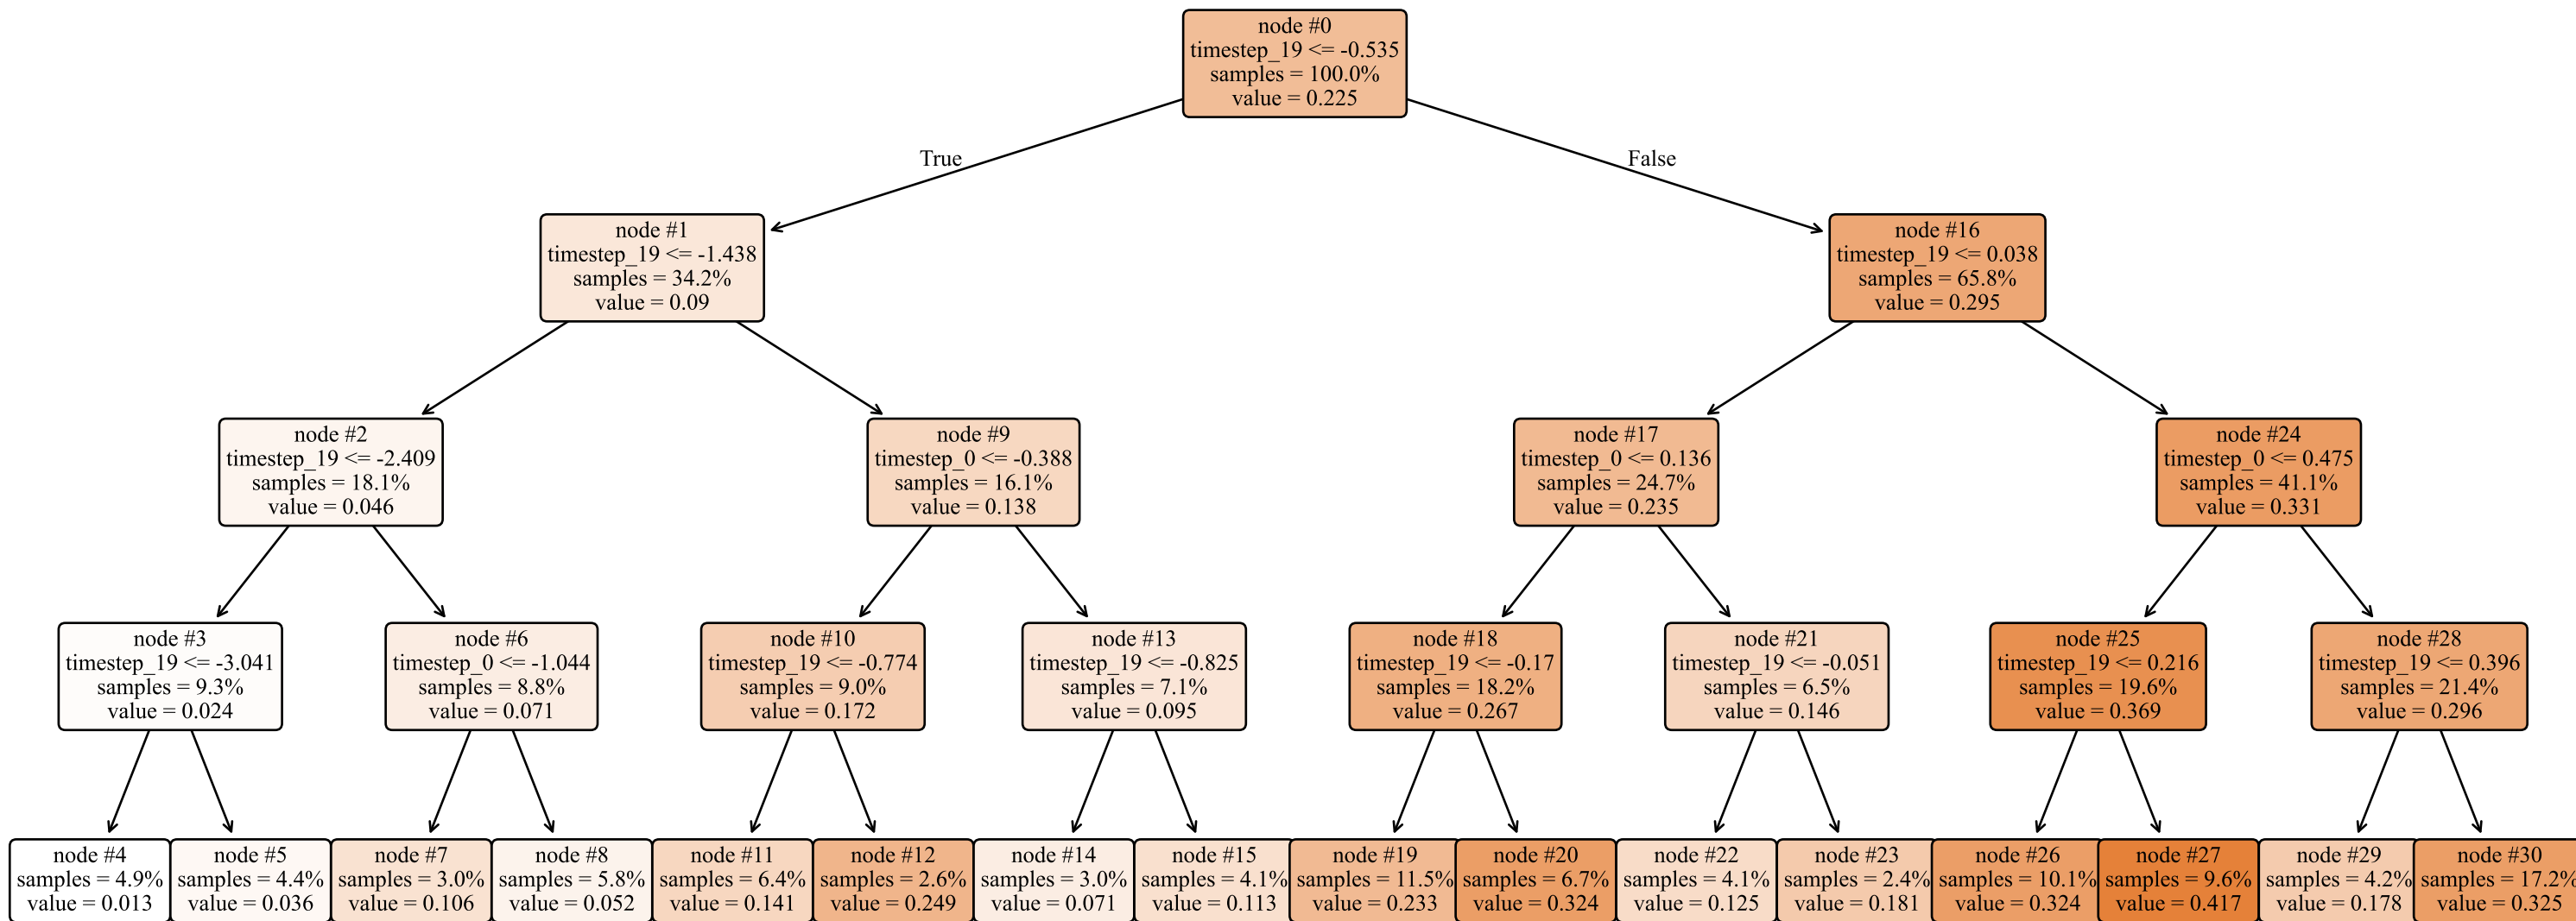 node #0
timestep_19 <= -0.535
samples = 100.0%
value = 0.225
True
False
node #1
timestep_19 <= -1.438
samples = 34.2%
value = 0.09
node #16
timestep_19 <= 0.038
samples = 65.8%
value = 0.295
node #2
timestep_19 <= -2.409
samples = 18.1%
value = 0.046
node #9
timestep_0 <= -0.388
samples = 16.1%
value = 0.138
node #17
timestep_0 <= 0.136
samples = 24.7%
value = 0.235
node #24
timestep_0 <= 0.475
samples = 41.1%
value = 0.331
node #3
timestep_19 <= -3.041
samples = 9.3%
value = 0.024
node #6
timestep_0 <= -1.044
samples = 8.8%
value = 0.071
node #10
timestep_19 <= -0.774
samples = 9.0%
value = 0.172
node #13
timestep_19 <= -0.825
samples = 7.1%
value = 0.095
node #18
timestep_19 <= -0.17
samples = 18.2%
value = 0.267
node #21
timestep_19 <= -0.051
samples = 6.5%
value = 0.146
node #25
timestep_19 <= 0.216
samples = 19.6%
value = 0.369
node #28
timestep_19 <= 0.396
samples = 21.4%
value = 0.296
node #4
samples = 4.9%
value = 0.013
node #5
samples = 4.4%
value = 0.036
node #7
samples = 3.0%
value = 0.106
node #8
samples = 5.8%
value = 0.052
node #11
samples = 6.4%
value = 0.141
node #12
samples = 2.6%
value = 0.249
node #14
samples = 3.0%
value = 0.071
node #15
samples = 4.1%
value = 0.113
node #19
samples = 11.5%
value = 0.233
node #20
samples = 6.7%
value = 0.324
node #22
samples = 4.1%
value = 0.125
node #23
samples = 2.4%
value = 0.181
node #26
samples = 10.1%
value = 0.324
node #27
samples = 9.6%
value = 0.417
node #29
samples = 4.2%
value = 0.178
node #30
samples = 17.2%
value = 0.325